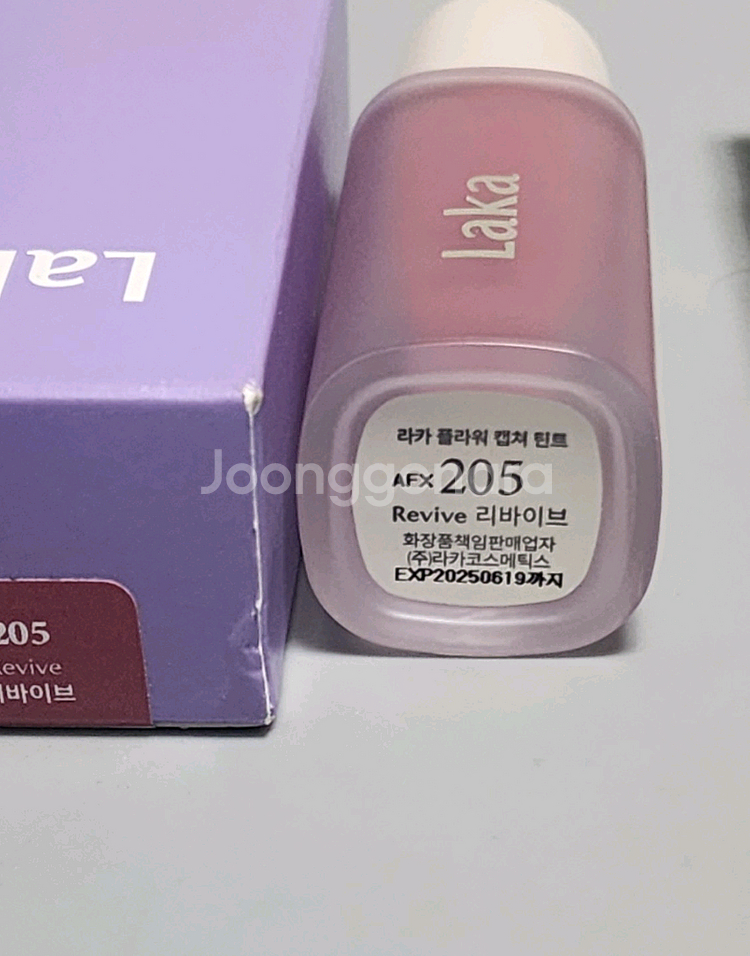 Laka
라카 플라워 캡쳐 틴트
AFX 205
Revive 리바이브
화장품책임판매업자
(주)라카코스메틱스
EXP20250619까지
205
Revive
리바이브
Joonggonara